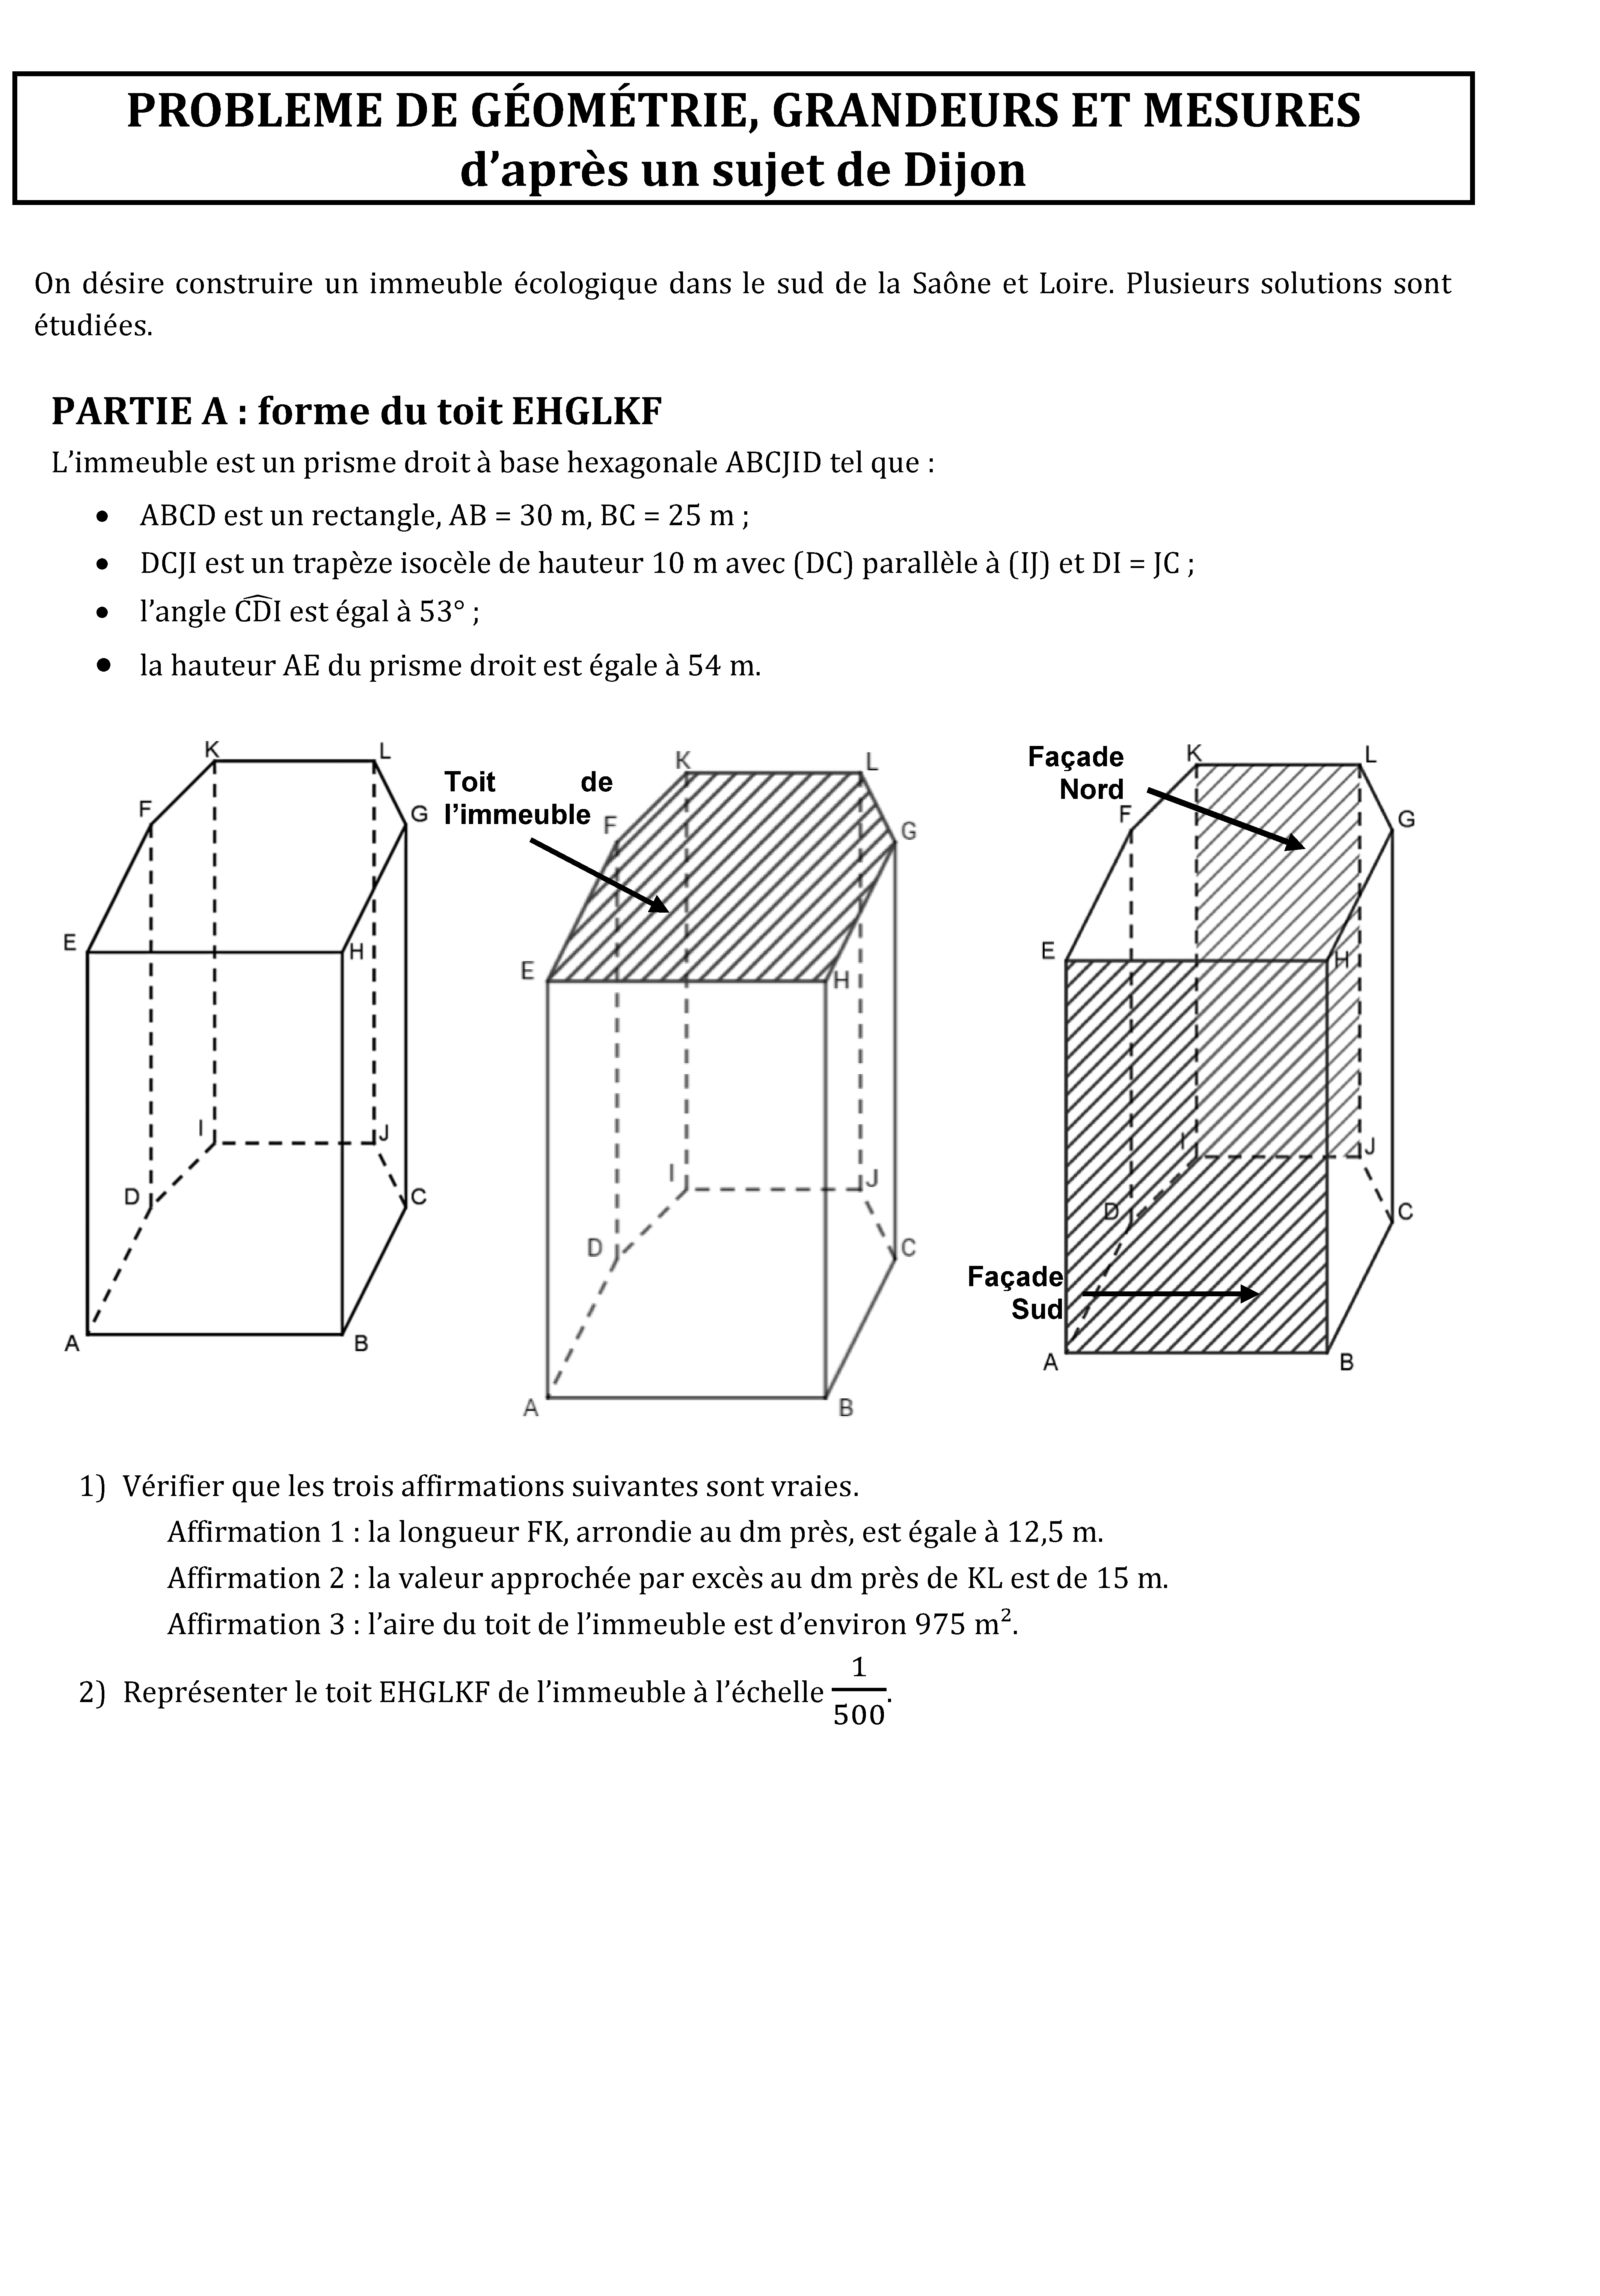 PROBLEME DE GÉOMÉTRIE, GRANDEURS ET MESURES
d’après un sujet de Dijon
On désire construire un immeuble écologique dans le sud de la Saône et Loire. Plusieurs solutions sont
étudiées.
PARTIE A : forme du toit EHGLKF
L’immeuble est un prisme droit à base hexagonale ABCJID tel que :
• ABCD est un rectangle, AB = 30 m, BC = 25 m ;
• DCJI est un trapèze isocèle de hauteur 10 m avec (DC) parallèle à (IJ) et DI = JC ;
• l’angle CDI est égal à 53° ;
• la hauteur AE du prisme droit est égale à 54 m.
K L
F G
E H
I J
D C
A B
Toit de
l’immeuble
K L
F G
E H
I J
D C
A B
Façade
Nord
K L
F G
E H
I J
D C
Façade
Sud
A B
1) Vérifier que les trois affirmations suivantes sont vraies.
Affirmation 1 : la longueur FK, arrondie au dm près, est égale à 12,5 m.
Affirmation 2 : la valeur approchée par excès au dm près de KL est de 15 m.
Affirmation 3 : l’aire du toit de l’immeuble est d’environ 975 m².
2) Représenter le toit EHGLKF de l’immeuble à l’échelle 1/500.